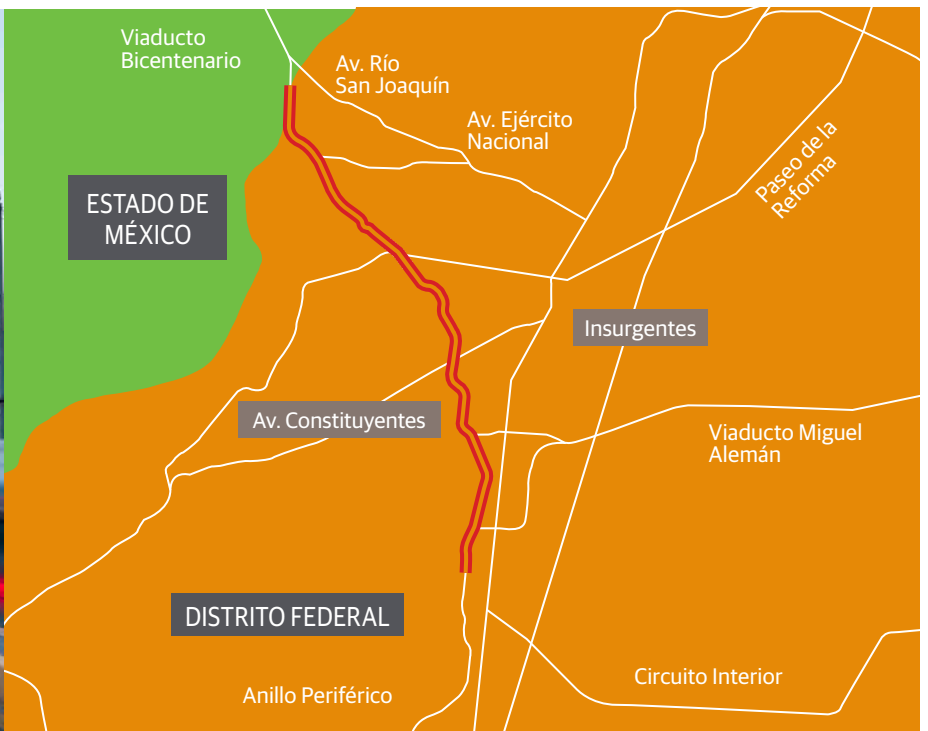 Viaducto
Bicentenario
Av. Río
San Joaquín
Av. Ejército
Nacional
Paseo de la
Reforma
ESTADO DE
MÉXICO
Insurgentes
Av. Constituyentes
Viaducto Miguel
Alemán
DISTRITO FEDERAL
Circuito Interior
Anillo Periférico